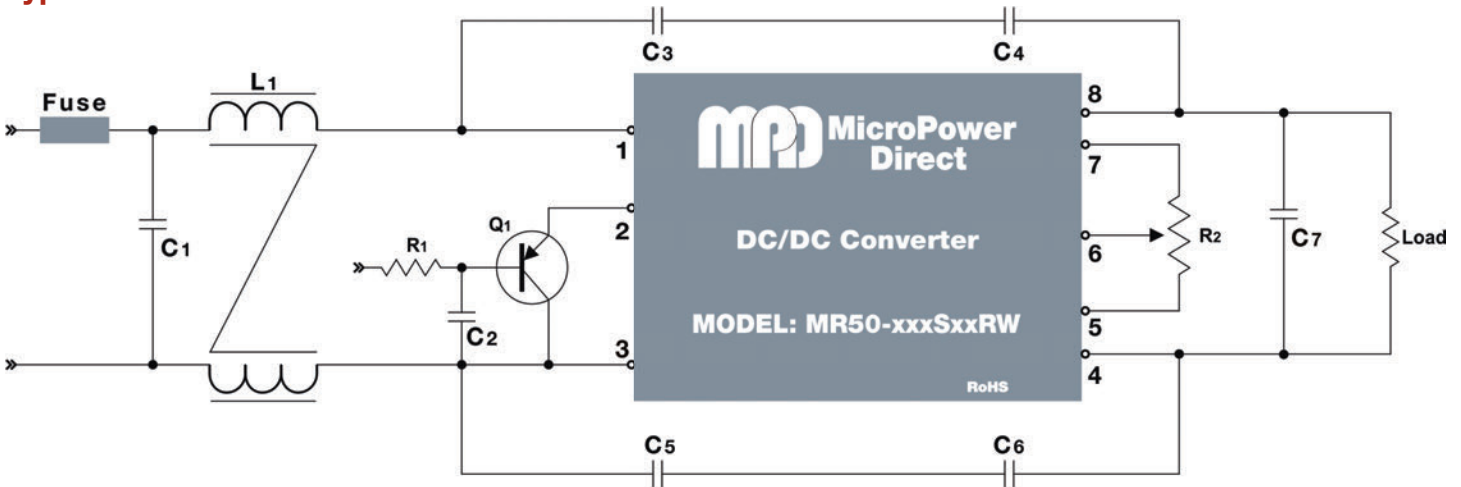 C3
C4
L1
Fuse
8
MPD MicroPower
Direct
1
7
Q1
2
C1
R1
DC/DC Converter
6
R2
C7
Load
C2
MODEL: MR50-xxxSxxRW
5
3
4
RoHS
C5
C6